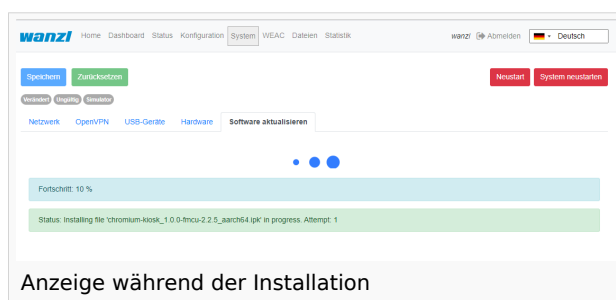 wanzl Home Dashboard Status Konfiguration System WEAC Dateien Statistik wanzl Abmelden Deutsch
Speichern Zurücksetzen Neustart System neustarten
Verändert Ungültig Simulator
Netzwerk OpenVPN USB-Geräte Hardware Software aktualisieren
Fortschritt: 10 %
Status: Installing file 'chromium-kiosk_1.0.0-fmcu-2.2.5_aarch64.ipk' in progress. Attempt: 1
Anzeige während der Installation